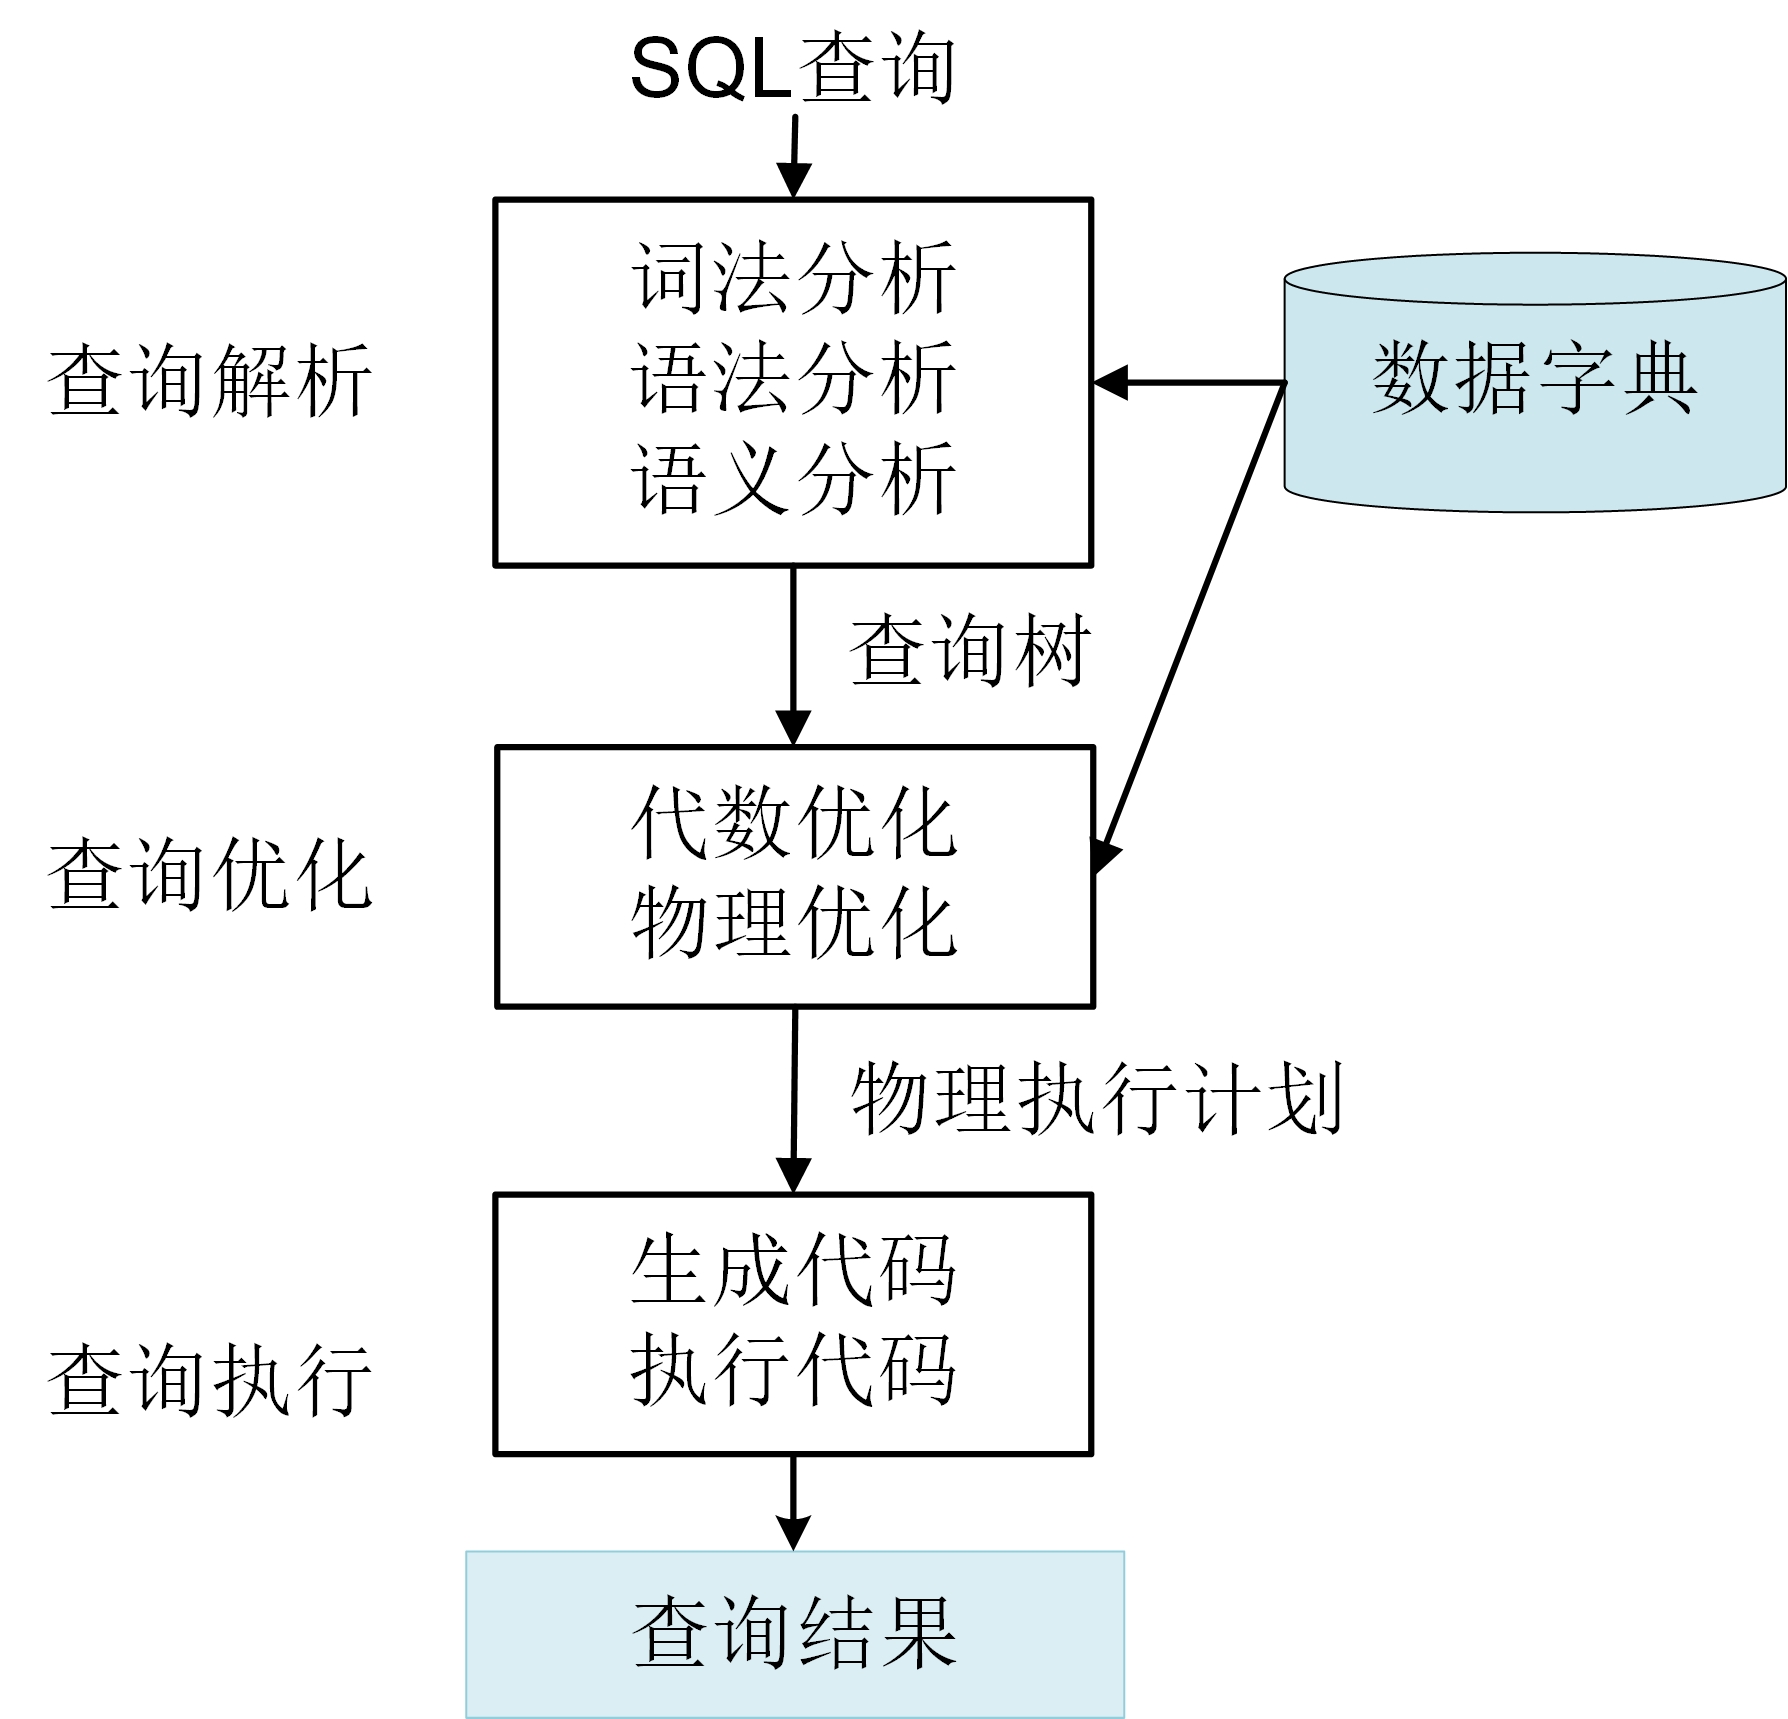 SQL查询
词法分析
语法分析
语义分析
查询解析
数据字典
查询树
代数优化
物理优化
查询优化
物理执行计划
生成代码
执行代码
查询执行
查询结果